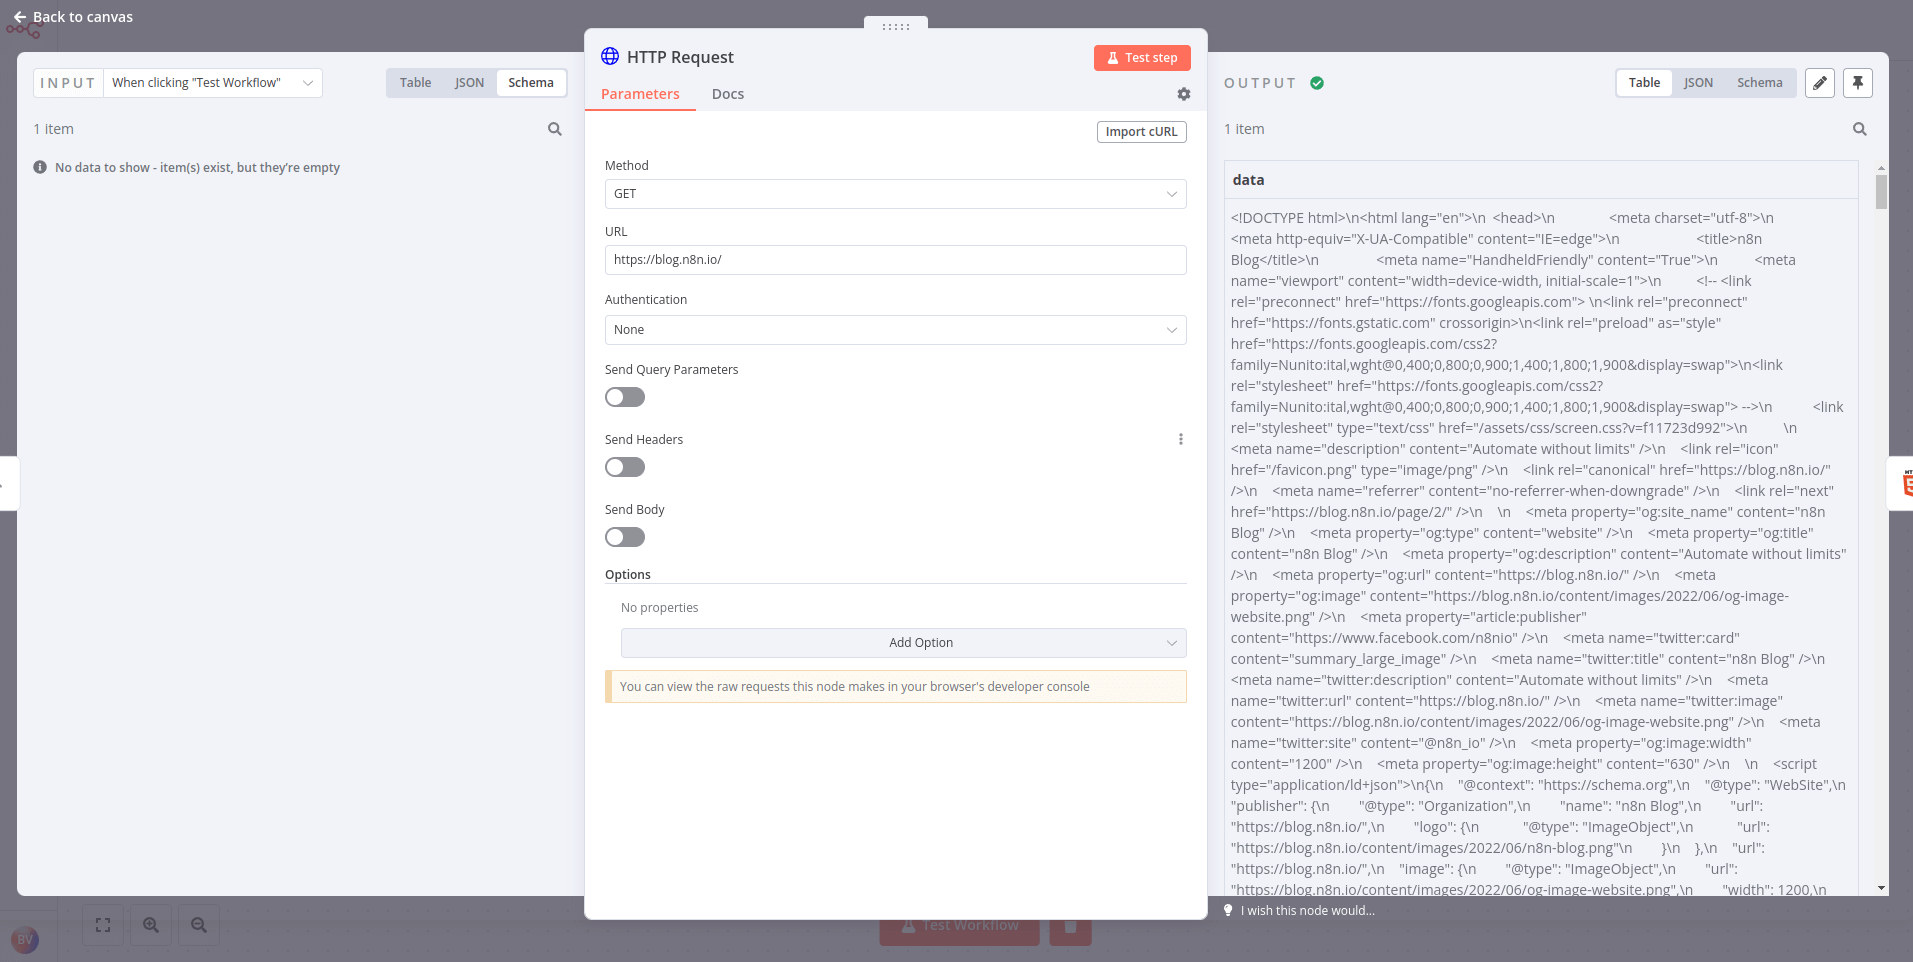 Back to canvas
INPUT
When clicking "Test Workflow"
Table
JSON
Schema
1 item
No data to show - item(s) exist, but they're empty
HTTP Request
Test step
Parameters
Docs
Import cURL
Method
GET
URL
https://blog.n8n.io/
Authentication
None
Send Query Parameters
Send Headers
Send Body
Options
No properties
Add Option
You can view the raw requests this node makes in your browser's developer console
OUTPUT
Table
JSON
Schema
1 item
data
<!DOCTYPE html>\n<html lang="en">\n <head>\n <meta charset="utf-8">\n
<meta http-equiv="X-UA-Compatible" content="IE=edge">\n <title>n8n
Blog</title>\n <meta name="HandheldFriendly" content="True">\n <meta
name="viewport" content="width=device-width, initial-scale=1">\n <!-- <link
rel="preconnect" href="https://fonts.googleapis.com"> \n<link rel="preconnect"
href="https://fonts.gstatic.com" crossorigin>\n<link rel="preload" as="style"
href="https://fonts.googleapis.com/css2?
family=Nunito:ital,wght@0,400;0,800;0,900;1,400;1,800;1,900&display=swap">\n<link
rel="stylesheet" href="https://fonts.googleapis.com/css2?
family=Nunito:ital,wght@0,400;0,800;0,900;1,400;1,800;1,900&display=swap"> -->\n <link
rel="stylesheet" type="text/css" href="/assets/css/screen.css?v=f11723d992">\n \n
<meta name="description" content="Automate without limits" />\n <link rel="icon"
href="/favicon.png" type="image/png" />\n <link rel="canonical" href="https://blog.n8n.io/"
/>\n <meta name="referrer" content="no-referrer-when-downgrade" />\n <link rel="next"
href="https://blog.n8n.io/page/2/" />\n \n <meta property="og:site_name" content="n8n
Blog" />\n <meta property="og:type" content="website" />\n <meta property="og:title"
content="n8n Blog" />\n <meta property="og:description" content="Automate without limits"
/>\n <meta property="og:url" content="https://blog.n8n.io/" />\n <meta
property="og:image" content="https://blog.n8n.io/content/images/2022/06/og-image-
website.png" />\n <meta property="article:publisher"
content="https://www.facebook.com/n8nio" />\n <meta name="twitter:card"
content="summary_large_image" />\n <meta name="twitter:title" content="n8n Blog" />\n
<meta name="twitter:description" content="Automate without limits" />\n <meta
name="twitter:url" content="https://blog.n8n.io/" />\n <meta name="twitter:image"
content="https://blog.n8n.io/content/images/2022/06/og-image-website.png" />\n <meta
name="twitter:site" content="@n8n_io" />\n <meta property="og:image:width"
content="1200" />\n <meta property="og:image:height" content="630" />\n \n <script
type="application/ld+json">\n{\n "@context": "https://schema.org",\n "@type": "WebSite",\n
"publisher": {\n "@type": "Organization",\n "name": "n8n Blog",\n "url":
"https://blog.n8n.io/",\n "logo": {\n "@type": "ImageObject",\n "url":
"https://blog.n8n.io/content/images/2022/06/n8n-blog.png"\n }\n },\n "url":
"https://blog.n8n.io/",\n "image": {\n "@type": "ImageObject",\n "url":
"https://blog.n8n.io/content/images/2022/06/og-image-website.png",\n "width": 1200,\n
I wish this node would...
BV
Test Workflow